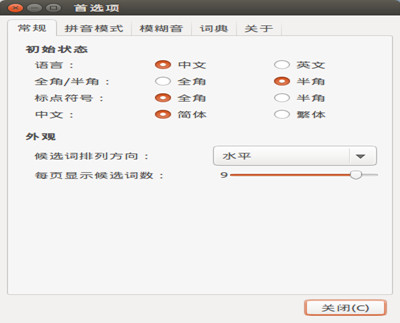 首选项
常规 拼音模式 模糊音 词典 关于
初始状态
语言： 中文 英文
全角/半角： 全角 半角
标点符号： 全角 半角
中文： 简体 繁体
外观
候选词排列方向： 水平
每页显示候选词数： 9
关闭(C)